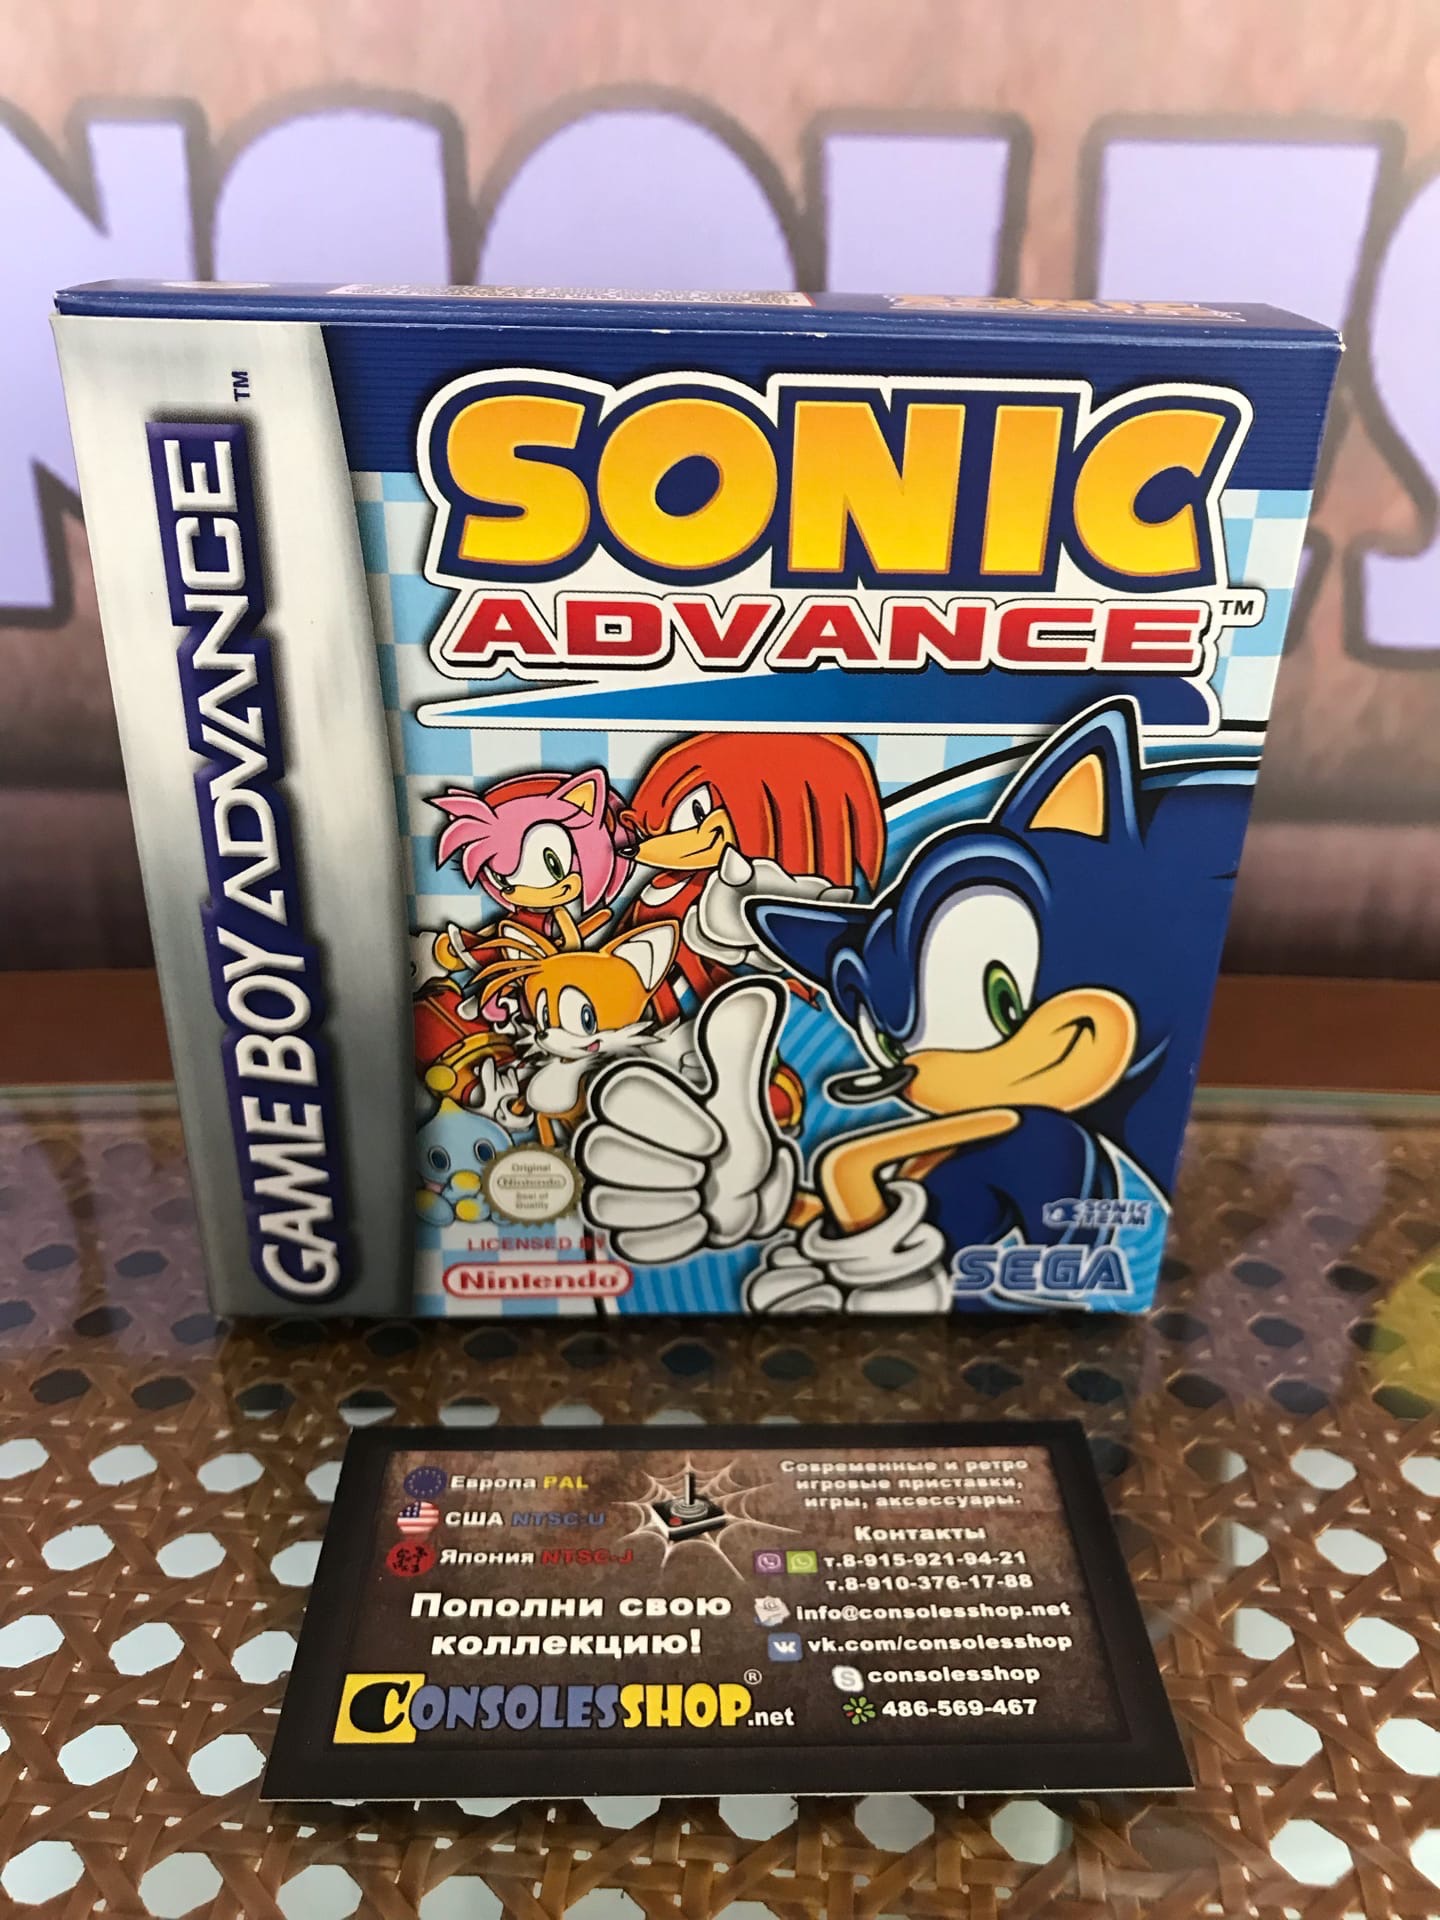 ONSOLES
GAME BOY ADVANCE™
SONIC
ADVANCE™
Original
Nintendo
Seal of
Quality
LICENSED BY
Nintendo®
SONIC
TEAM
SEGA
Европа PAL
США NTSC-U
Япония NTSC-J
Пополни свою
коллекцию!
CONSOLESSHOP®.net
Современные и ретро
игровые приставки,
игры, аксессуары.
Контакты
т.8-915-921-94-21
т.8-910-376-17-88
info@consolesshop.net
vk.com/consolesshop
consolesshop
486-569-467